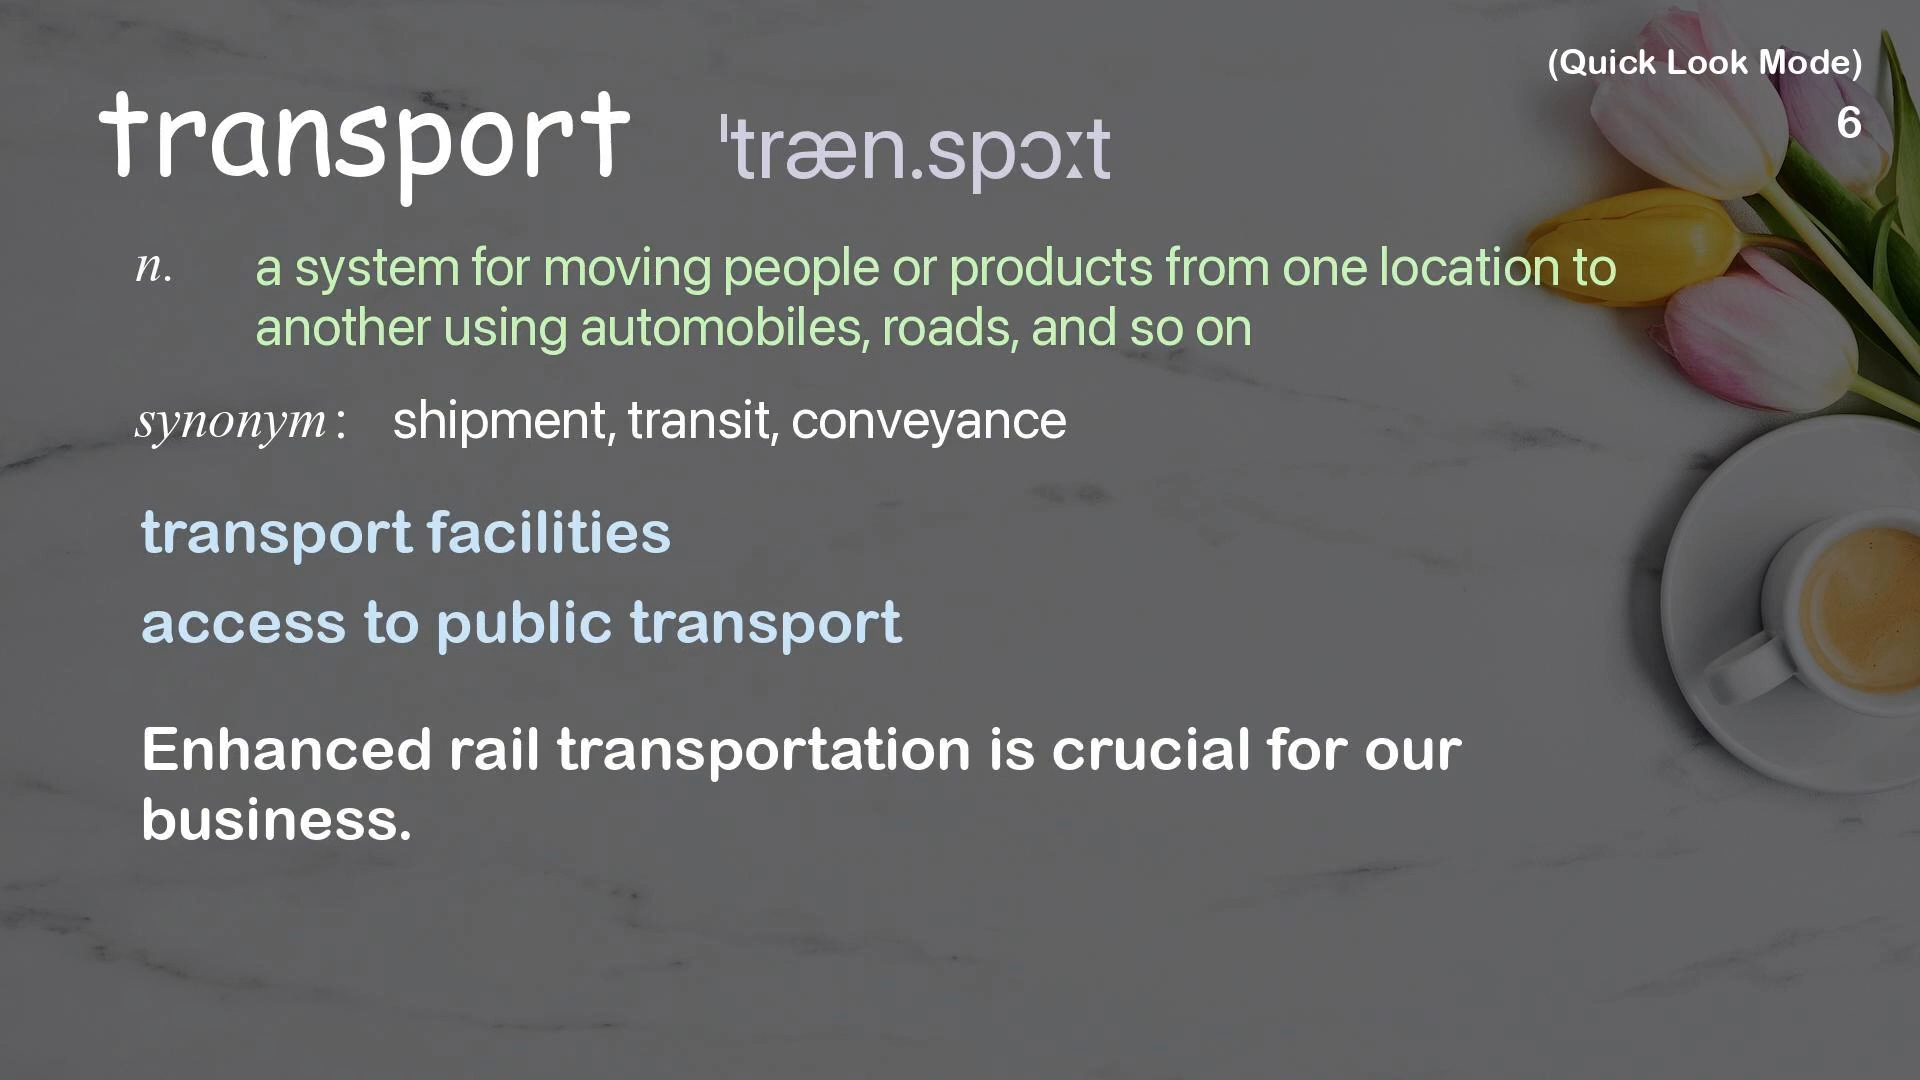 (Quick Look Mode)
transport ˈtræn.spɔːt
6
n. a system for moving people or products from one location to
another using automobiles, roads, and so on
synonym: shipment, transit, conveyance
transport facilities
access to public transport
Enhanced rail transportation is crucial for our
business.